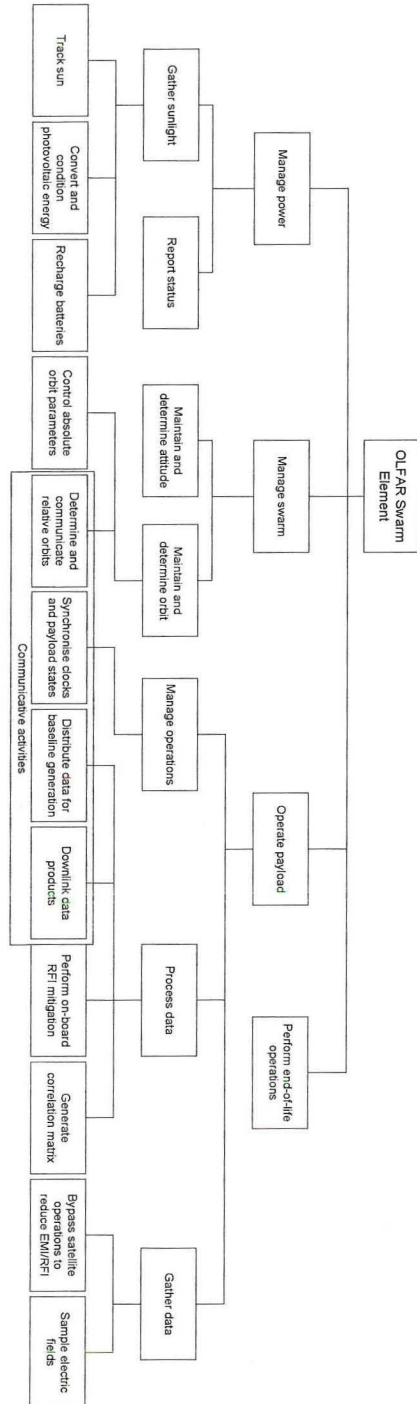 OLFAR Swarm
Element
Manage power
Manage swarm
Operate payload
Perform end-of-life
operations
Gather sunlight
Report status
Maintain and
determine attitude
Maintain and
determine orbit
Manage operations
Process data
Gather data
Track sun
Convert and
condition
photovoltaic energy
Recharge batteries
Control absolute
orbit parameters
Determine and
communicate
relative orbits
Synchronise clocks
and payload states
Distribute data for
baseline generation
Downlink data
products
Perform on-board
RFI mitigation
Generate
correlation matrix
Bypass satellite
operations to
reduce EMI/RFI
Sample electric
fields
Communicative activities